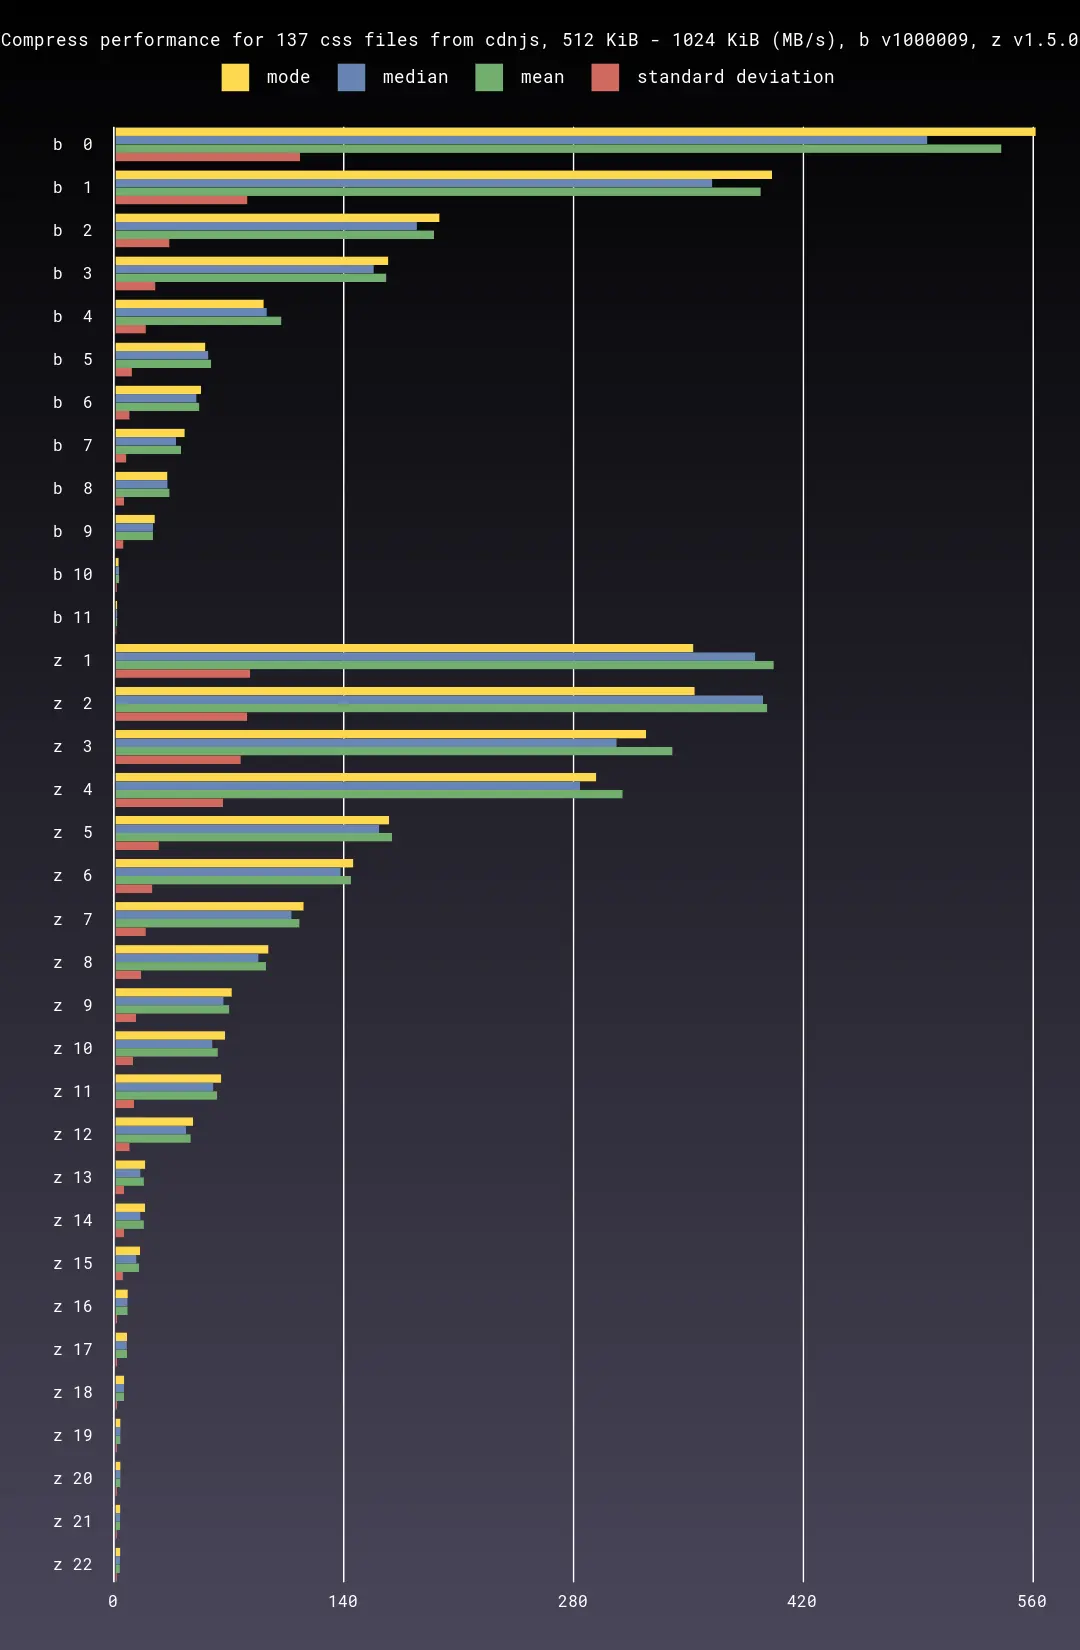 Compress performance for 137 css files from cdnjs, 512 KiB - 1024 KiB (MB/s), b v1000009, z v1.5.0
mode median mean standard deviation
b 0
b 1
b 2
b 3
b 4
b 5
b 6
b 7
b 8
b 9
b 10
b 11
z 1
z 2
z 3
z 4
z 5
z 6
z 7
z 8
z 9
z 10
z 11
z 12
z 13
z 14
z 15
z 16
z 17
z 18
z 19
z 20
z 21
z 22
0 140 280 420 560